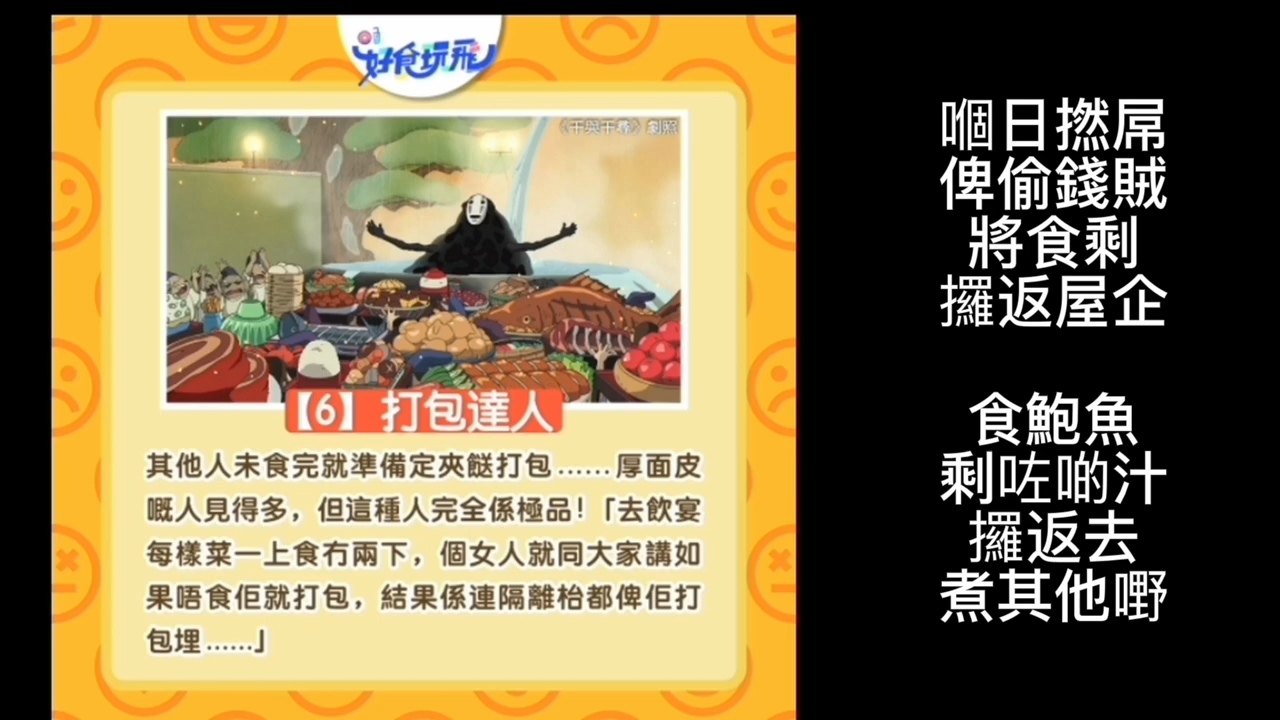 好食玩飛
《千與千尋》劇照
【6】打包達人
其他人未食完就準備定夾餸打包……厚面皮
嘅人見得多，但這種人完全係極品!「去飲宴
每樣菜一上食冇兩下，個女人就同大家講如
果唔食佢就打包，結果係連隔離枱都俾佢打
包埋……」
嗰日撚屌
俾偷錢賊
將食剩
攞返屋企
食鮑魚
剩咗啲汁
攞返去
煮其他嘢